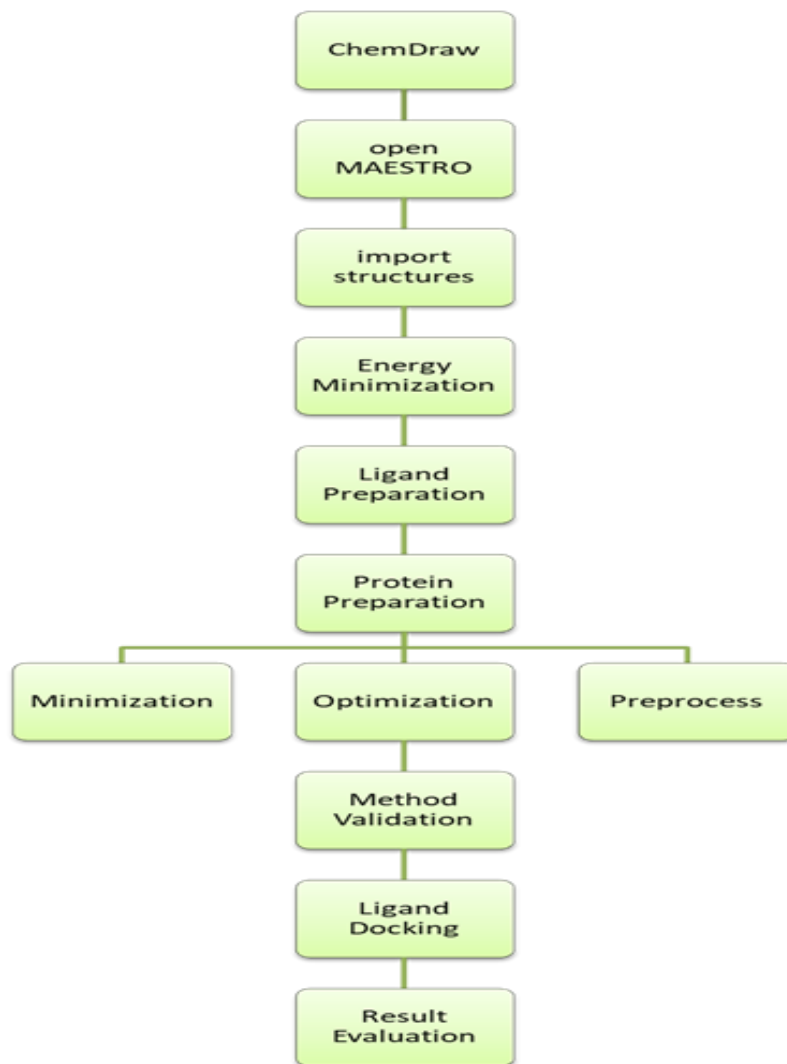 ChemDraw
open
MAESTRO
import
structures
Energy
Minimization
Ligand
Preparation
Protein
Preparation
Minimization
Optimization
Preprocess
Method
Validation
Ligand
Docking
Result
Evaluation